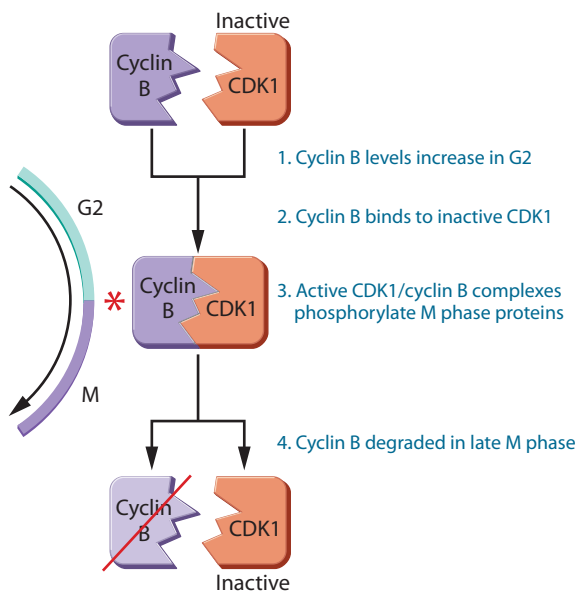 Inactive
Cyclin
B
CDK1
1. Cyclin B levels increase in G2
G2
2. Cyclin B binds to inactive CDK1
*
Cyclin
B
CDK1
3. Active CDK1/cyclin B complexes
phosphorylate M phase proteins
M
4. Cyclin B degraded in late M phase
Cyclin
B
CDK1
Inactive